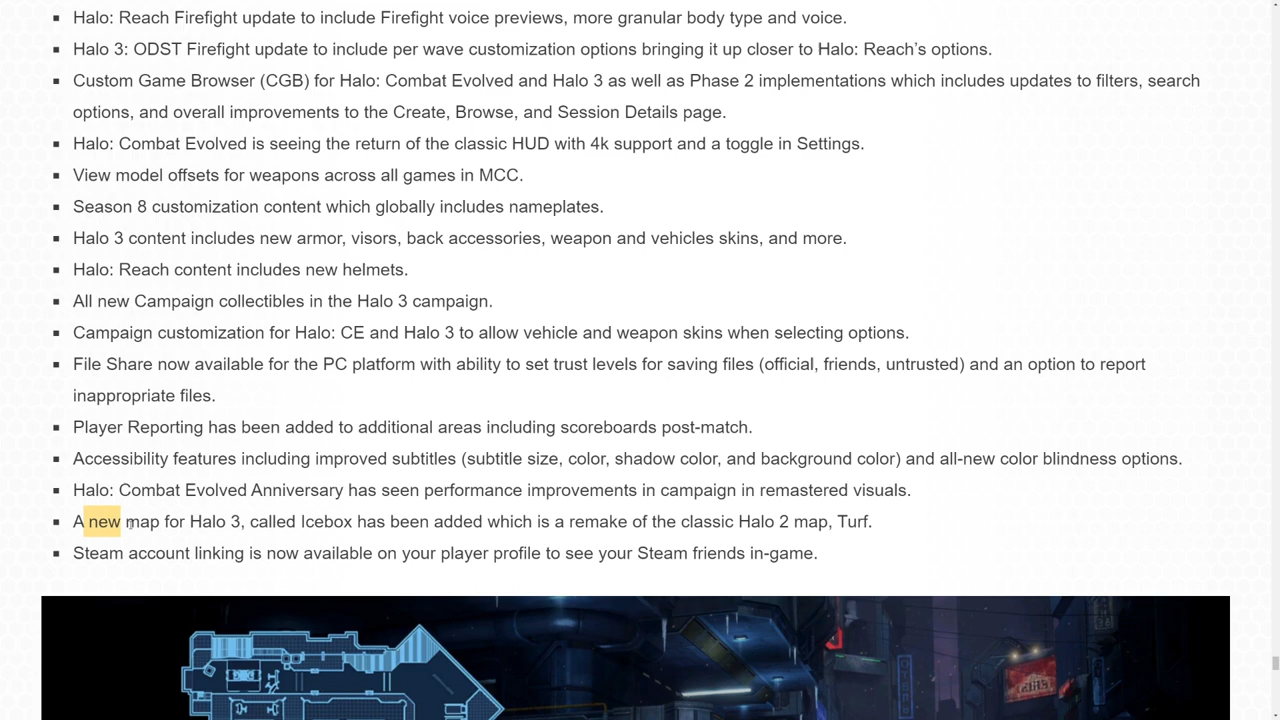 Halo: Reach Firefight update to include Firefight voice previews, more granular body type and voice.
Halo 3: ODST Firefight update to include per wave customization options bringing it up closer to Halo: Reach’s options.
Custom Game Browser (CGB) for Halo: Combat Evolved and Halo 3 as well as Phase 2 implementations which includes updates to filters, search
options, and overall improvements to the Create, Browse, and Session Details page.
Halo: Combat Evolved is seeing the return of the classic HUD with 4k support and a toggle in Settings.
View model offsets for weapons across all games in MCC.
Season 8 customization content which globally includes nameplates.
Halo 3 content includes new armor, visors, back accessories, weapon and vehicles skins, and more.
Halo: Reach content includes new helmets.
All new Campaign collectibles in the Halo 3 campaign.
Campaign customization for Halo: CE and Halo 3 to allow vehicle and weapon skins when selecting options.
File Share now available for the PC platform with ability to set trust levels for saving files (official, friends, untrusted) and an option to report
inappropriate files.
Player Reporting has been added to additional areas including scoreboards post-match.
Accessibility features including improved subtitles (subtitle size, color, shadow color, and background color) and all-new color blindness options.
Halo: Combat Evolved Anniversary has seen performance improvements in campaign in remastered visuals.
A new map for Halo 3, called Icebox has been added which is a remake of the classic Halo 2 map, Turf.
Steam account linking is now available on your player profile to see your Steam friends in-game.